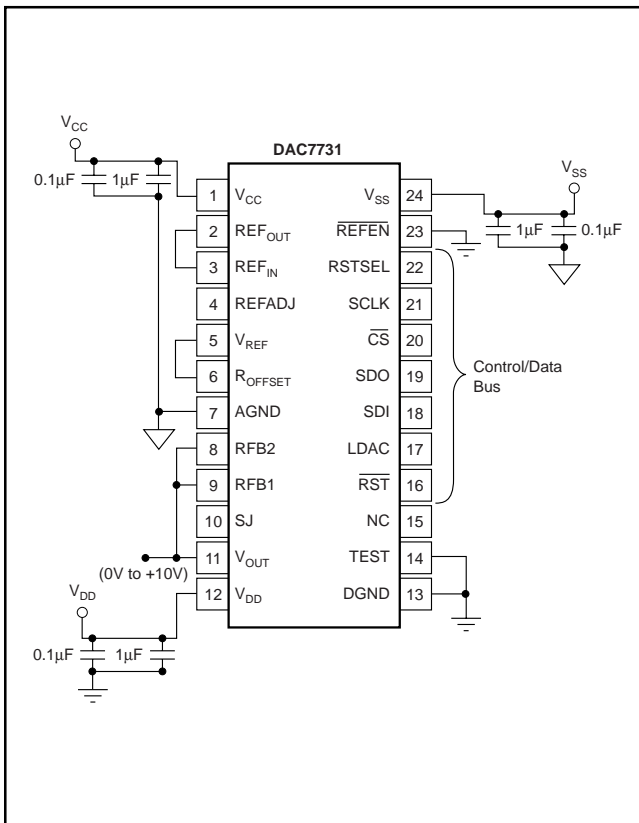 DAC7731
V_CC
0.1µF 1µF
V_SS
1µF 0.1µF
1 V_CC V_SS 24
2 REF_OUT R̅E̅F̅E̅N̅ 23
3 REF_IN RSTSEL 22
4 REFADJ SCLK 21
5 V_REF C̅S̅ 20
6 R_OFFSET SDO 19
7 AGND SDI 18
8 RFB2 LDAC 17
9 RFB1 R̅S̅T̅ 16
10 SJ NC 15
11 V_OUT TEST 14
12 V_DD DGND 13
Control/Data
Bus
(0V to +10V)
V_DD
0.1µF 1µF